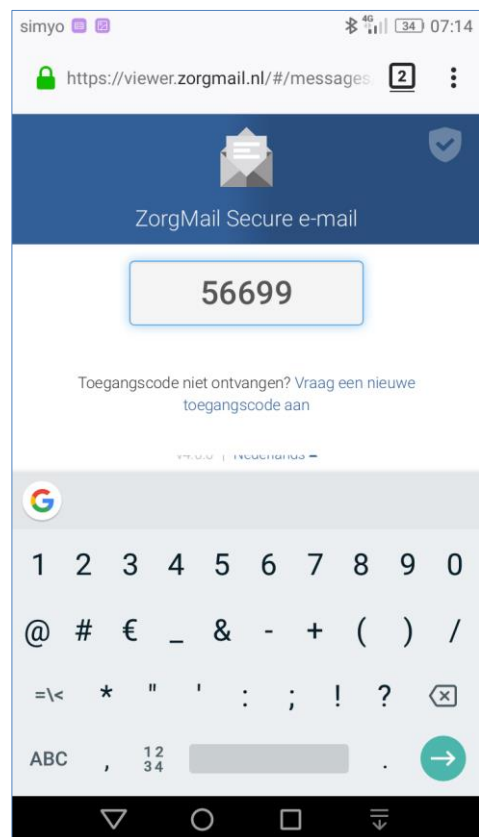 simyo 4G 34 07:14
https://viewer.zorgmail.nl/#/messages 2
ZorgMail Secure e-mail
56699
Toegangscode niet ontvangen? Vraag een nieuwe
toegangscode aan
Nederlands
G
1 2 3 4 5 6 7 8 9 0
@ # € _ & - + ( ) /
=\< * " ' : ; ! ?
ABC , 12 34 .